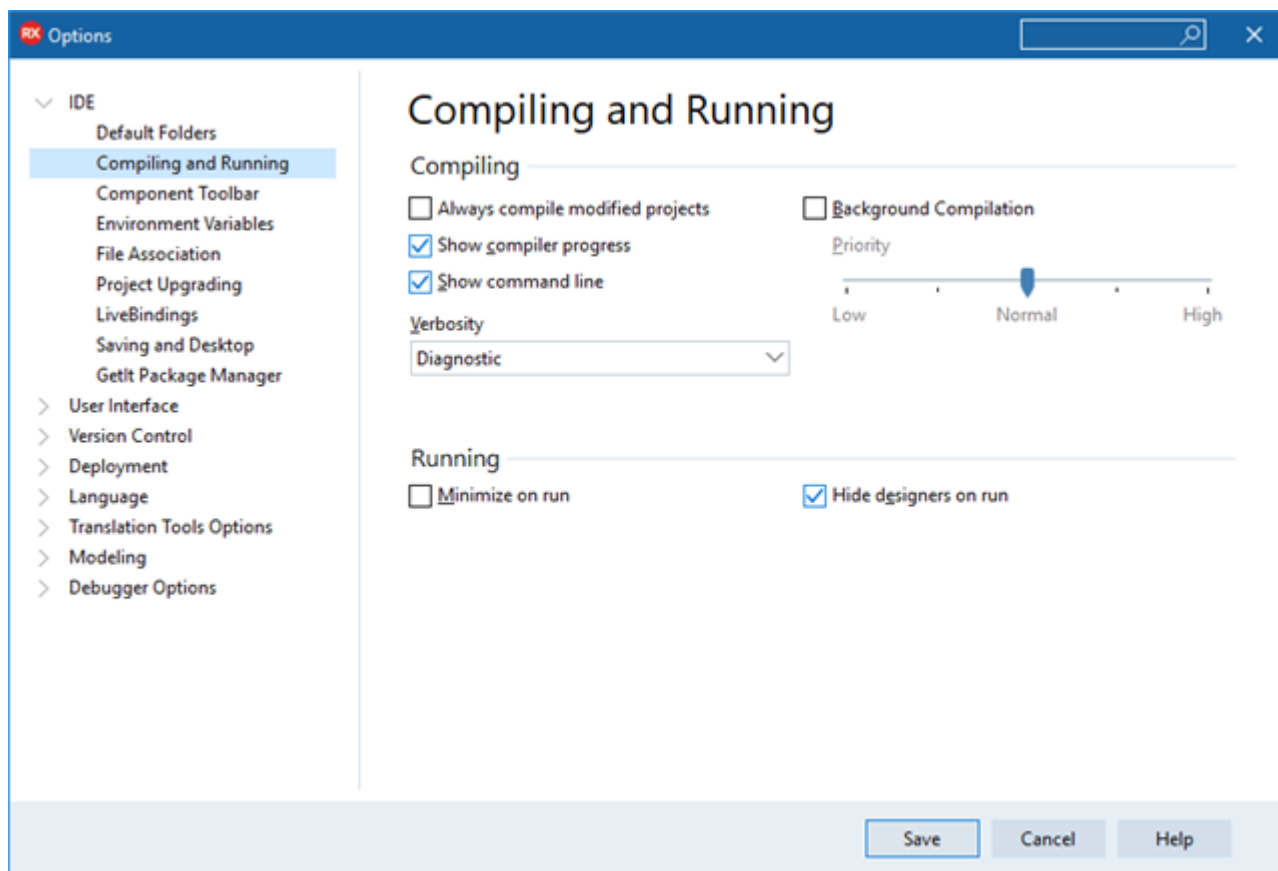 RX Options
IDE
Default Folders
Compiling and Running
Component Toolbar
Environment Variables
File Association
Project Upgrading
LiveBindings
Saving and Desktop
GetIt Package Manager
User Interface
Version Control
Deployment
Language
Translation Tools Options
Modeling
Debugger Options
Compiling and Running
Compiling
Always compile modified projects
Background Compilation
Show compiler progress
Priority
Show command line
Low Normal High
Verbosity
Diagnostic
Running
Minimize on run
Hide designers on run
Save Cancel Help